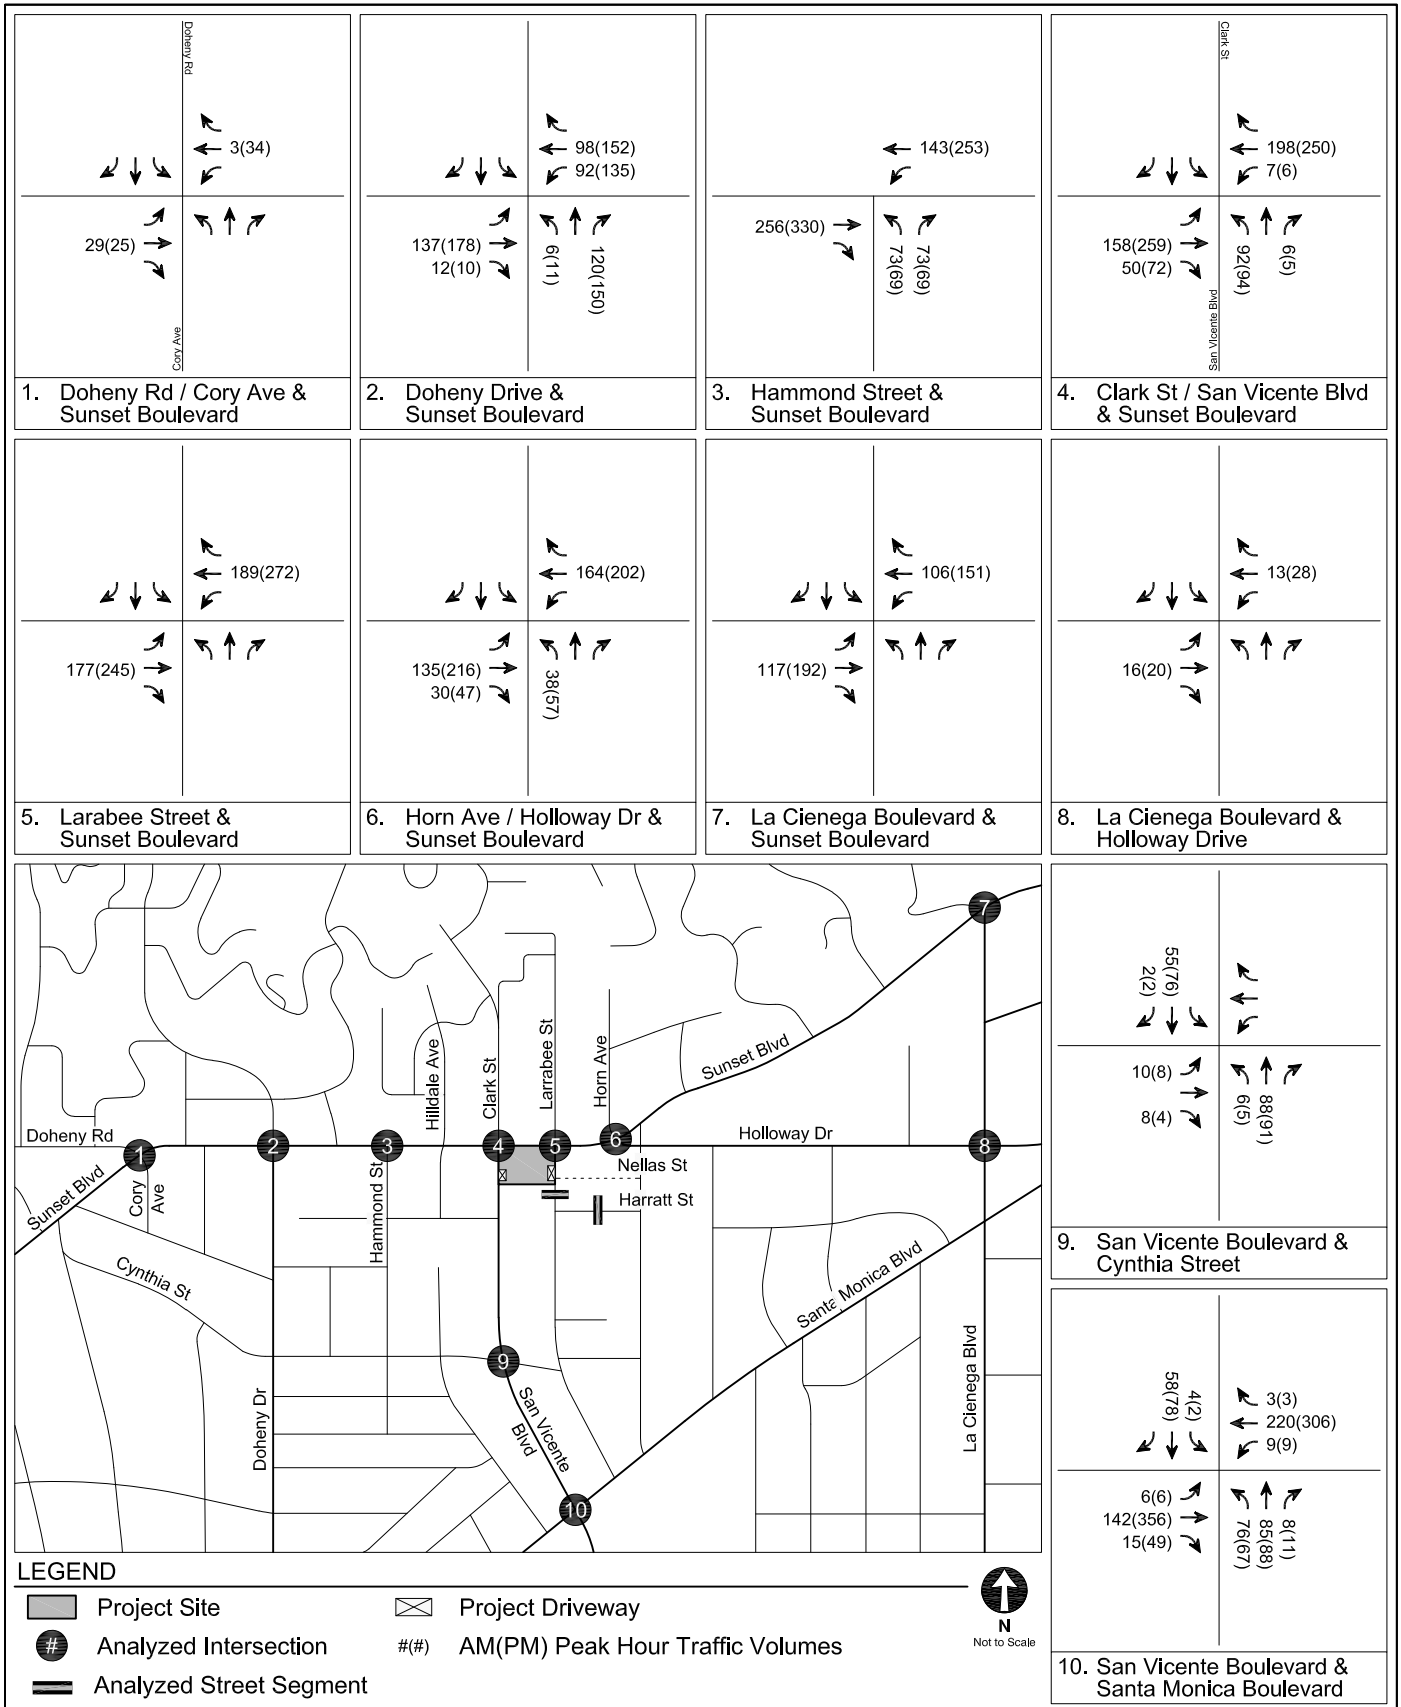 Doheny Rd
3(34)
29(25)
Cory Ave
1. Doheny Rd / Cory Ave &
Sunset Boulevard
98(152)
92(135)
137(178)
12(10)
6(11)
120(150)
2. Doheny Drive &
Sunset Boulevard
143(253)
256(330)
73(69)
73(69)
3. Hammond Street &
Sunset Boulevard
Clark St
198(250)
7(6)
158(259)
50(72)
92(94)
6(5)
San VIcente Blvd
4. Clark St / San Vicente Blvd
& Sunset Boulevard
189(272)
177(245)
5. Larabee Street &
Sunset Boulevard
164(202)
135(216)
30(47)
38(57)
6. Horn Ave / Holloway Dr &
Sunset Boulevard
106(151)
117(192)
7. La Cienega Boulevard &
Sunset Boulevard
13(28)
16(20)
8. La Cienega Boulevard &
Holloway Drive
7
Hilldale Ave
Clark St
Larrabee St
Horn Ave
Sunset Blvd
Doheny Rd
1
2
3
4
5
6
Holloway Dr
8
Nellas St
Harratt St
Sunset Blvd
Cory
Ave
Hammond St
Cynthia St
Santa Monica Blvd
9
Doheny Dr
San Vicente
Blvd
La Cienega Blvd
10
2(2)
55(76)
10(8)
8(4)
6(5)
88(91)
9. San Vicente Boulevard &
Cynthia Street
58(78)
4(2)
3(3)
220(306)
9(9)
6(6)
142(356)
15(49)
76(67)
85(88)
8(11)
10. San Vicente Boulevard &
Santa Monica Boulevard
LEGEND
Project Site
Project Driveway
# Analyzed Intersection
#(#) AM(PM) Peak Hour Traffic Volumes
Analyzed Street Segment
N
Not to Scale